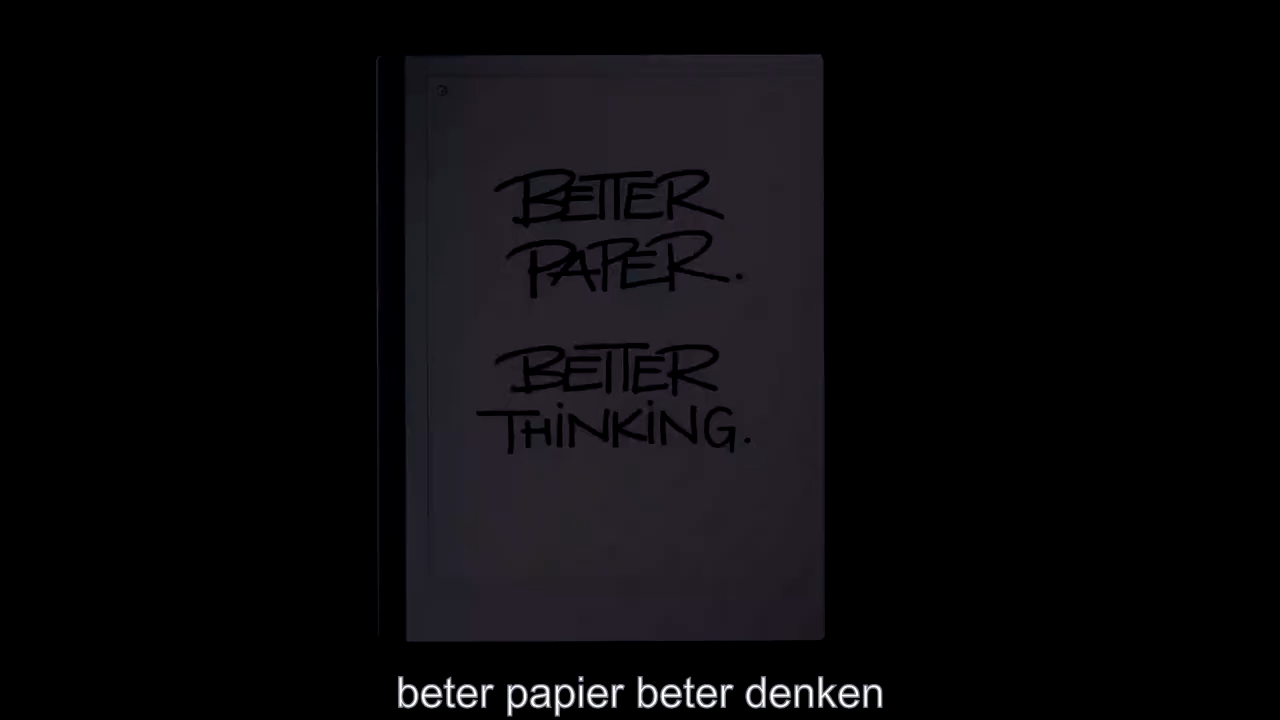 BETTER
PAPER.
BETTER
THiNKiNG.
beter papier beter denken